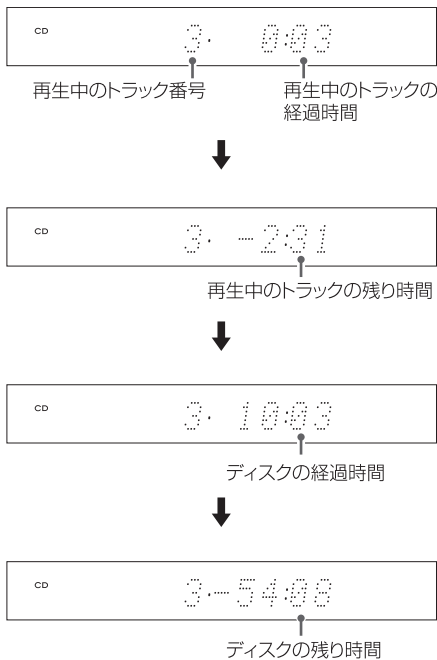 CD 3. 0:03
再生中のトラック番号
再生中のトラックの
経過時間
CD 3. -2:31
再生中のトラックの残り時間
CD 3. 10:03
ディスクの経過時間
CD 3.-54:08
ディスクの残り時間